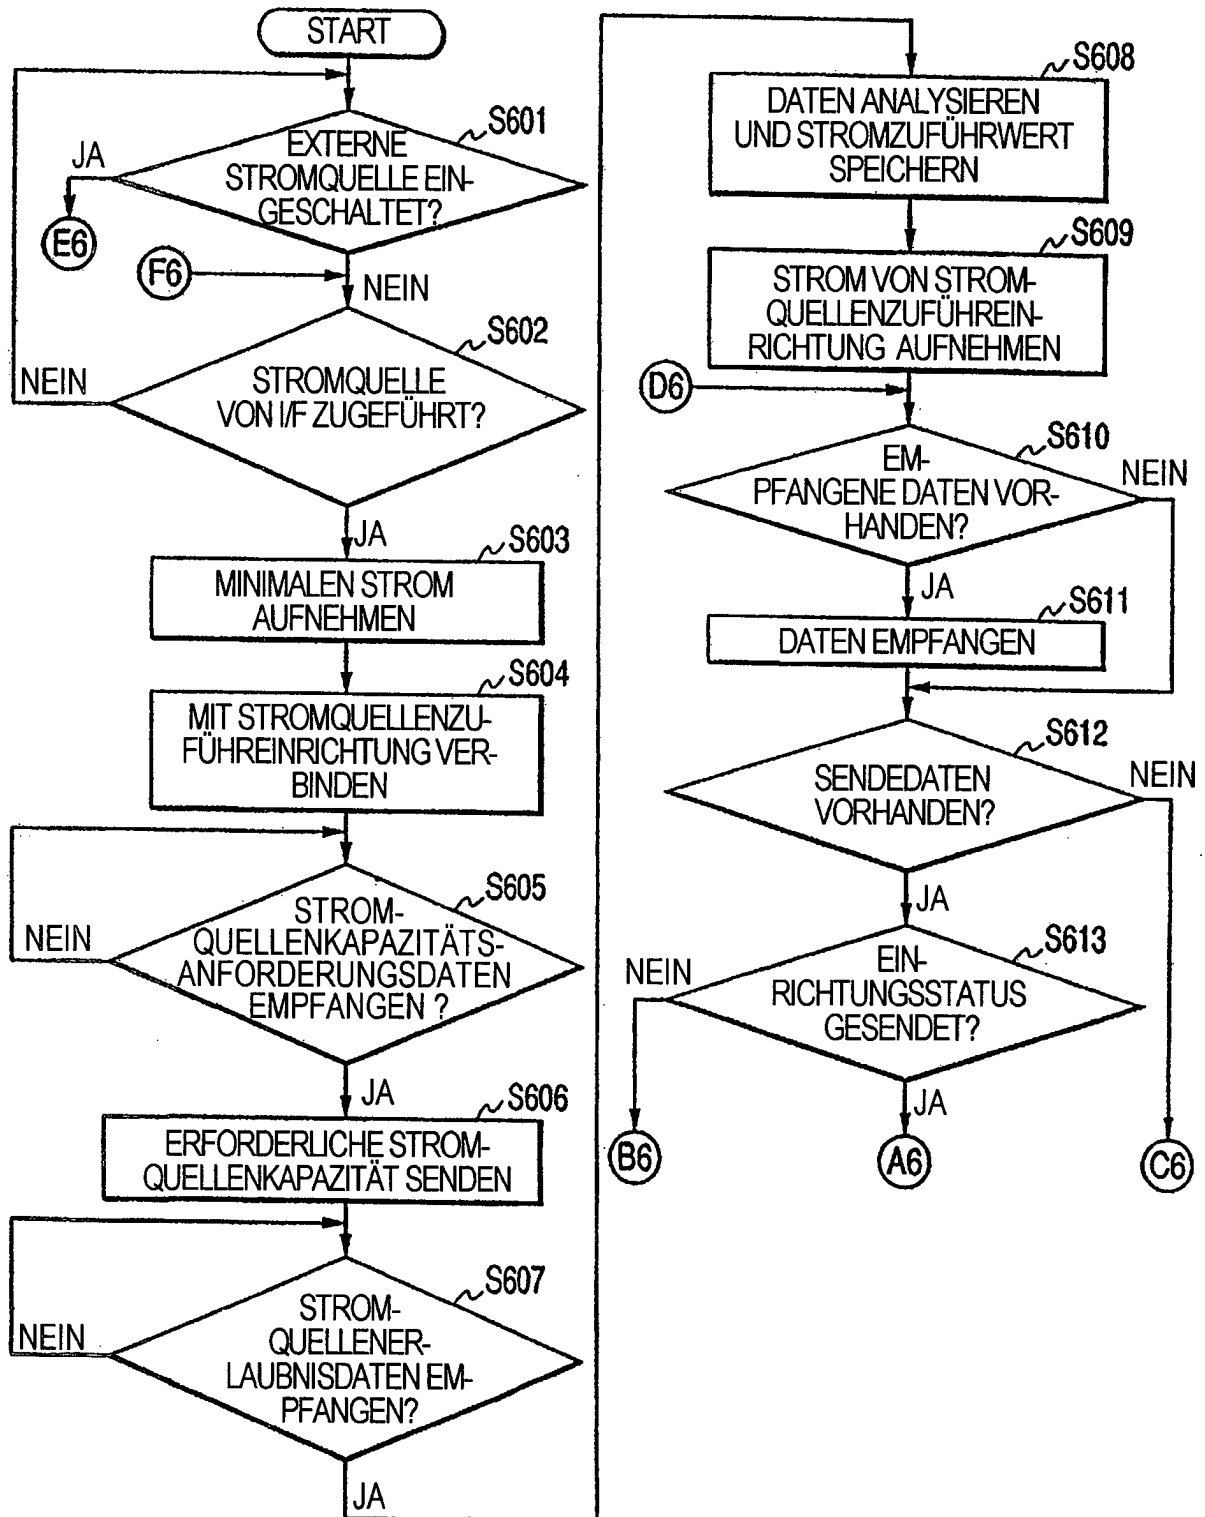 START
S601
EXTERNE
STROMQUELLE EIN-
GESCHALTET?
JA
E6
F6
NEIN
S602
STROMQUELLE
VON I/F ZUGEFÜHRT?
NEIN
JA
S603
MINIMALEN STROM
AUFNEHMEN
S604
MIT STROMQUELLENZU-
FÜHREINRICHTUNG VER-
BINDEN
S605
STROM-
QUELLENKAPAZITÄTS-
ANFORDERUNGSDATEN
EMPFANGEN ?
NEIN
JA
S606
ERFORDERLICHE STROM-
QUELLENKAPAZITÄT SENDEN
S607
STROM-
QUELLENER-
LAUBNISDATEN EM-
PFANGEN?
NEIN
JA
S608
DATEN ANALYSIEREN
UND STROMZUFÜHRWERT
SPEICHERN
S609
STROM VON STROM-
QUELLENZUFÜHREIN-
RICHTUNG AUFNEHMEN
D6
S610
EM-
PFANGENE DATEN VOR-
HANDEN?
NEIN
JA
S611
DATEN EMPFANGEN
S612
SENDEDATEN
VORHANDEN?
NEIN
JA
S613
EIN-
RICHTUNGSSTATUS
GESENDET?
NEIN
JA
B6
A6
C6